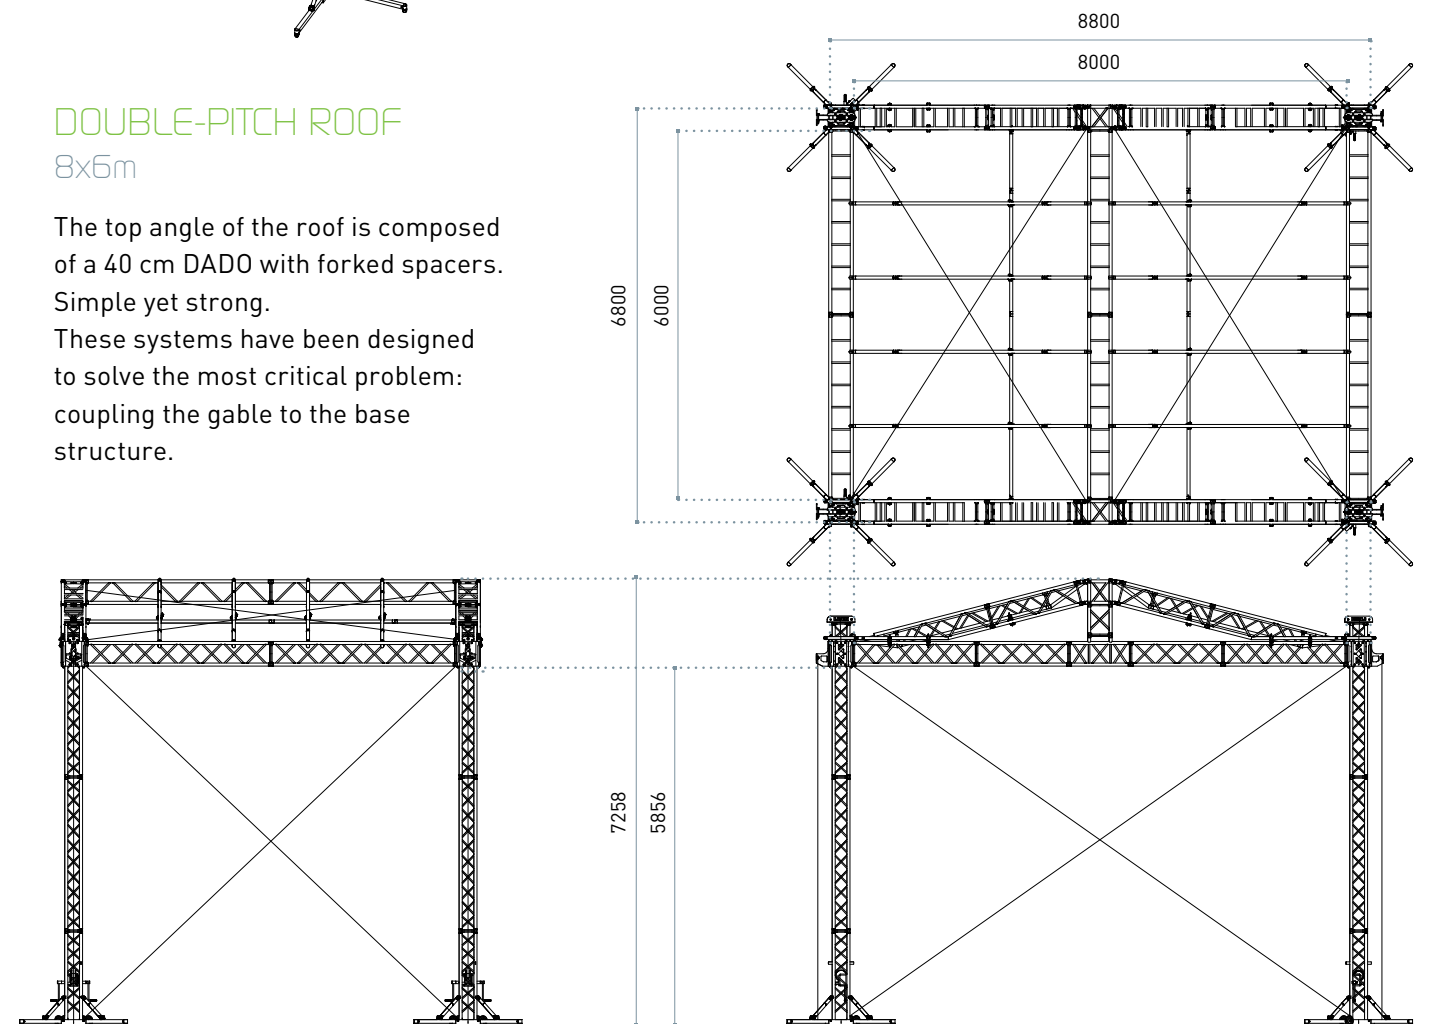 DOUBLE-PITCH ROOF
8x6m
The top angle of the roof is composed
of a 40 cm DADO with forked spacers.
Simple yet strong.
These systems have been designed
to solve the most critical problem:
coupling the gable to the base
structure.
8800
8000
6800
6000
7258
5856